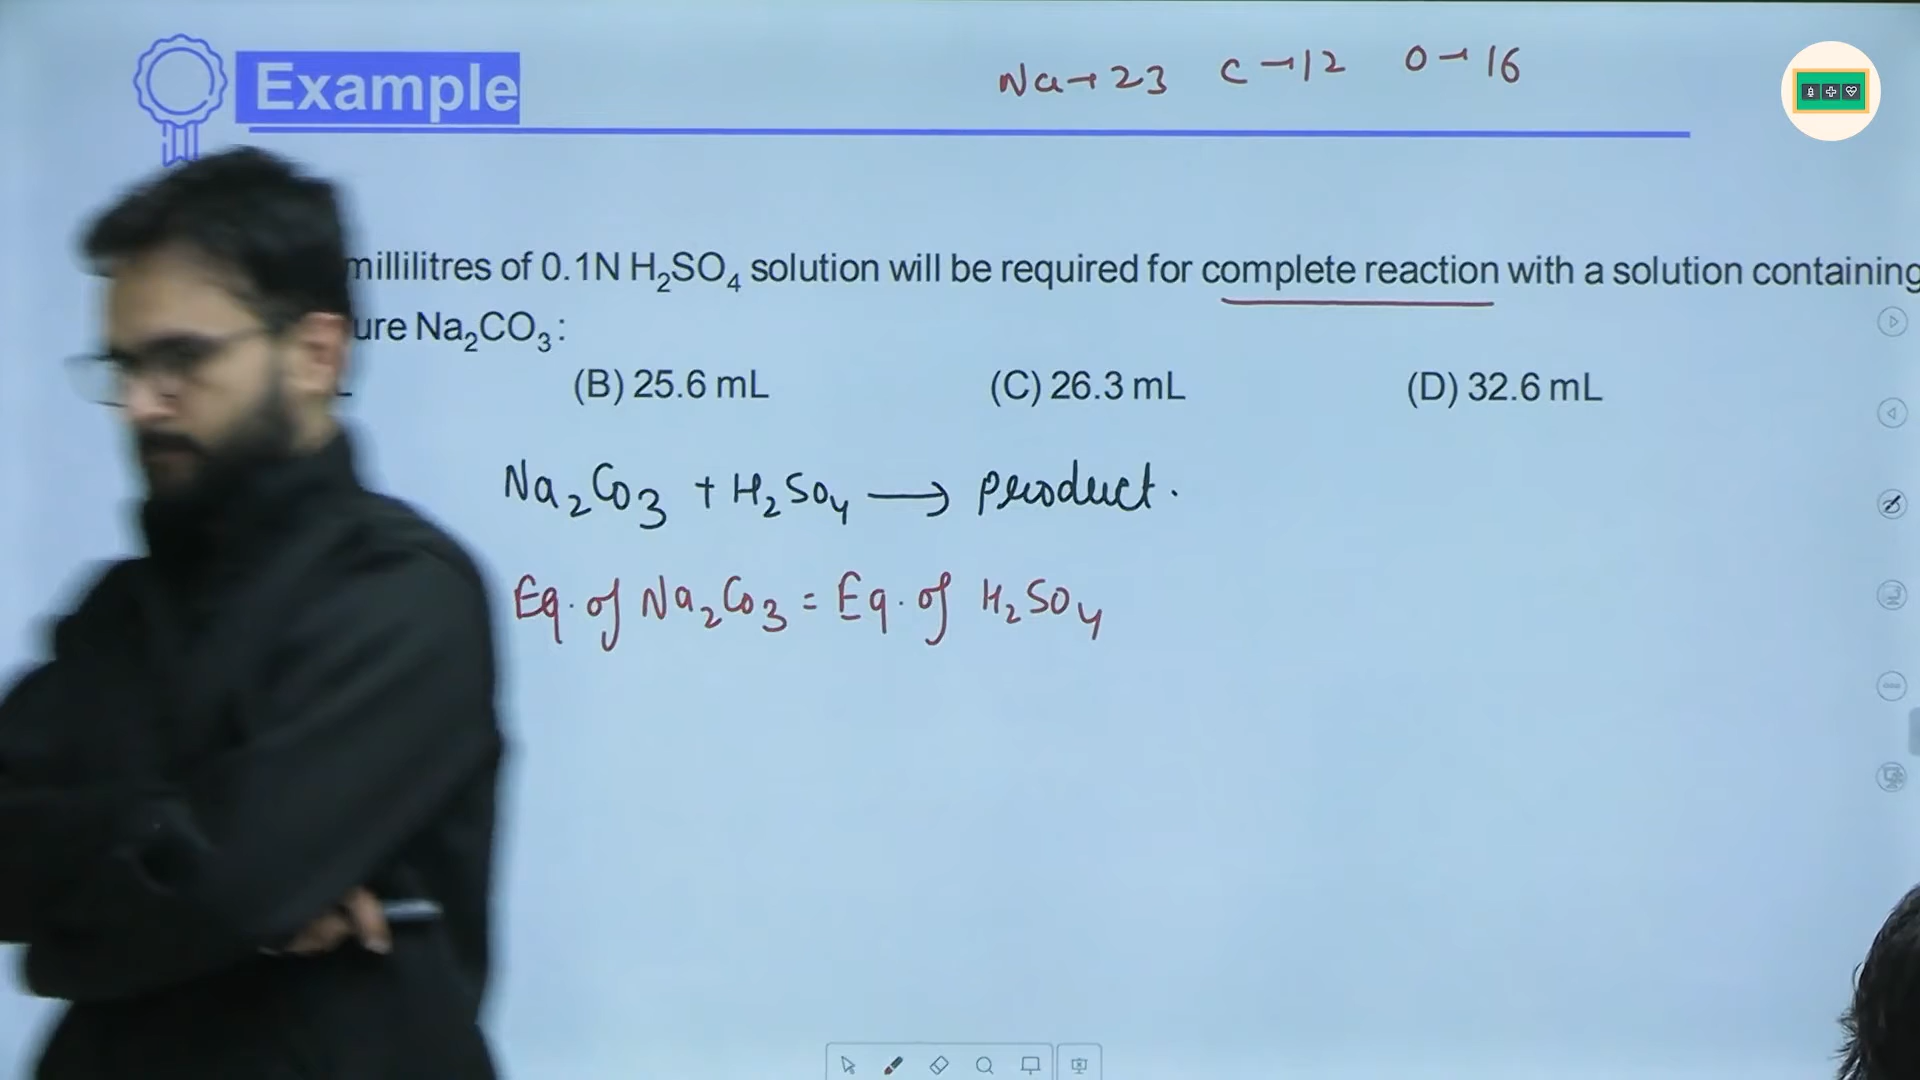 Example
Na→23 C→12 O→16
millilitres of 0.1N H₂SO₄ solution will be required for complete reaction with a solution containing
Na₂CO₃:
(B) 25.6 mL (C) 26.3 mL (D) 32.6 mL
Na₂CO₃ + H₂SO₄ ⟶ product.
Eq. of Na₂CO₃ = Eq. of H₂SO₄